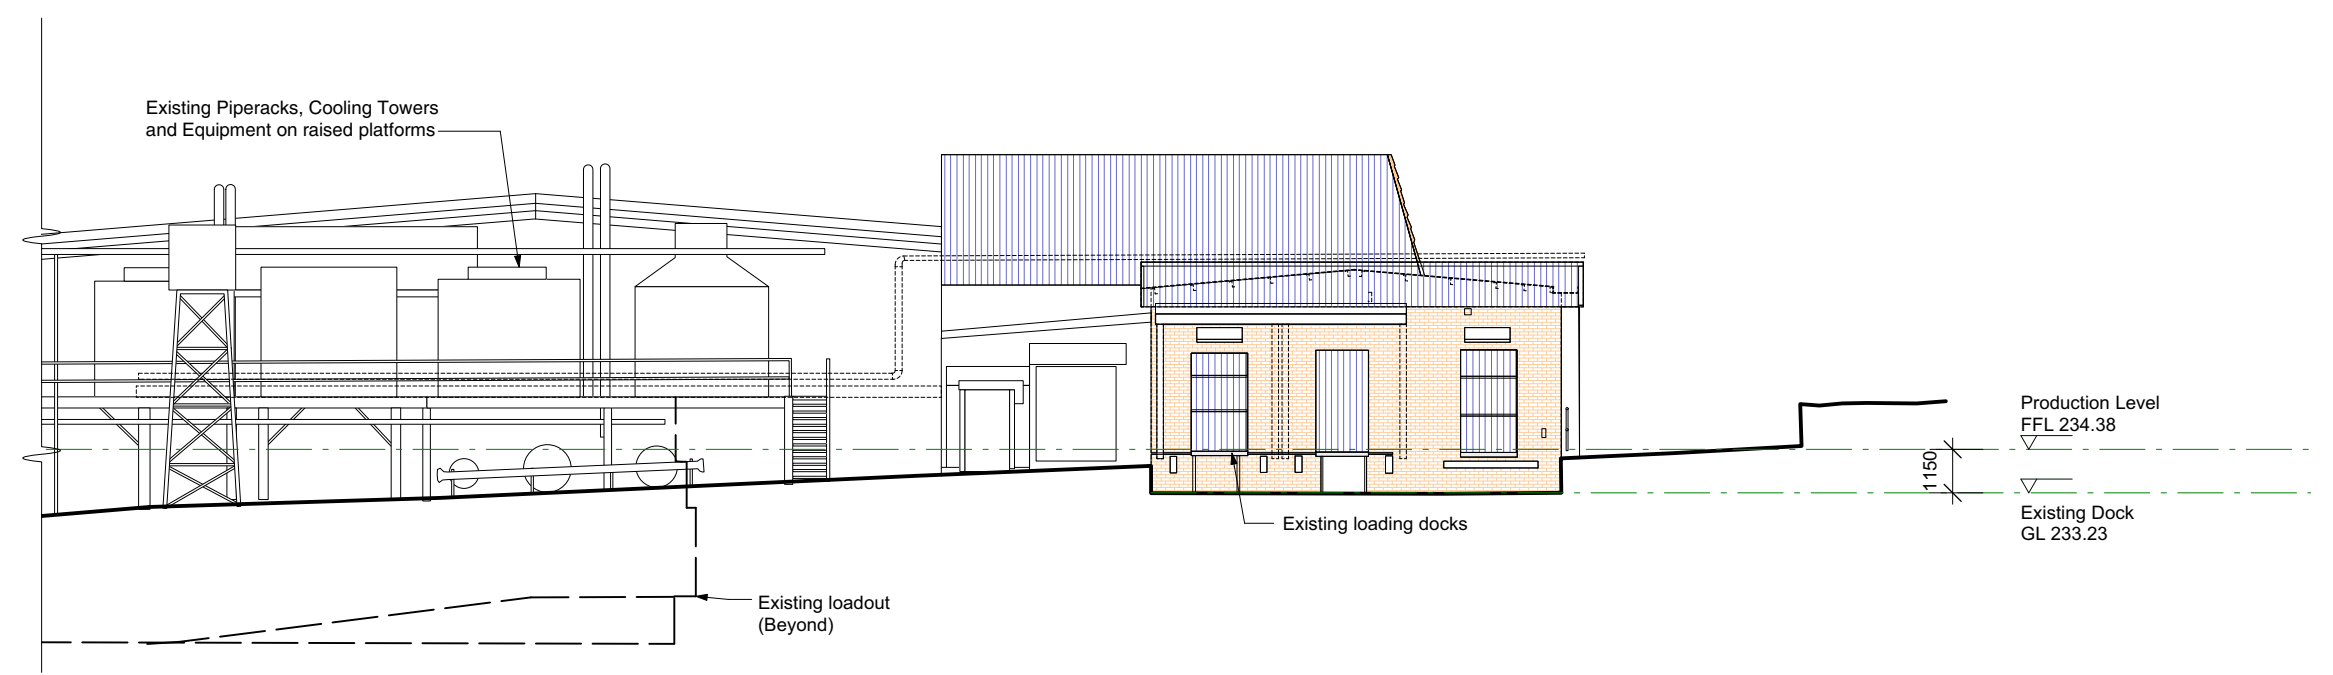 Existing Piperacks, Cooling Towers
and Equipment on raised platforms
Production Level
FFL 234.38
1150
Existing Dock
GL 233.23
Existing loading docks
Existing loadout
(Beyond)